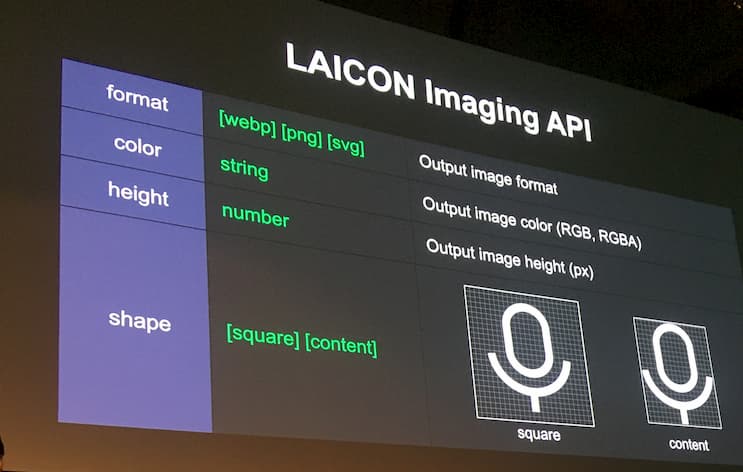 LAICON Imaging API
format [webp] [png] [svg] Output image format
color string Output image color (RGB, RGBA)
height number Output image height (px)
shape [square] [content]
square content